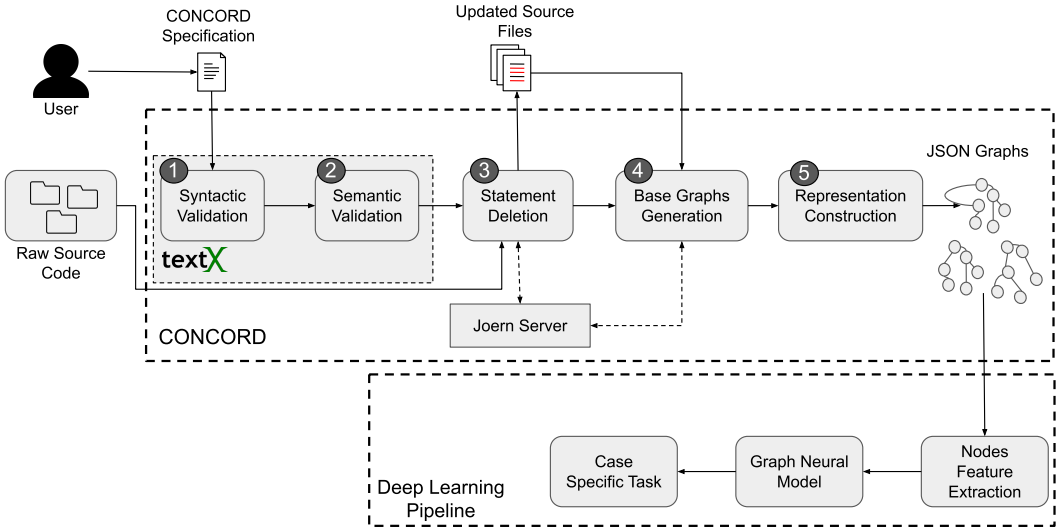 CONCORD
Specification
Updated Source
Files
User
JSON Graphs
1
2
3
4
5
Syntactic
Validation
Semantic
Validation
Statement
Deletion
Base Graphs
Generation
Representation
Construction
Raw Source
Code
textX
Joern Server
CONCORD
Case
Specific Task
Graph Neural
Model
Nodes
Feature
Extraction
Deep Learning
Pipeline